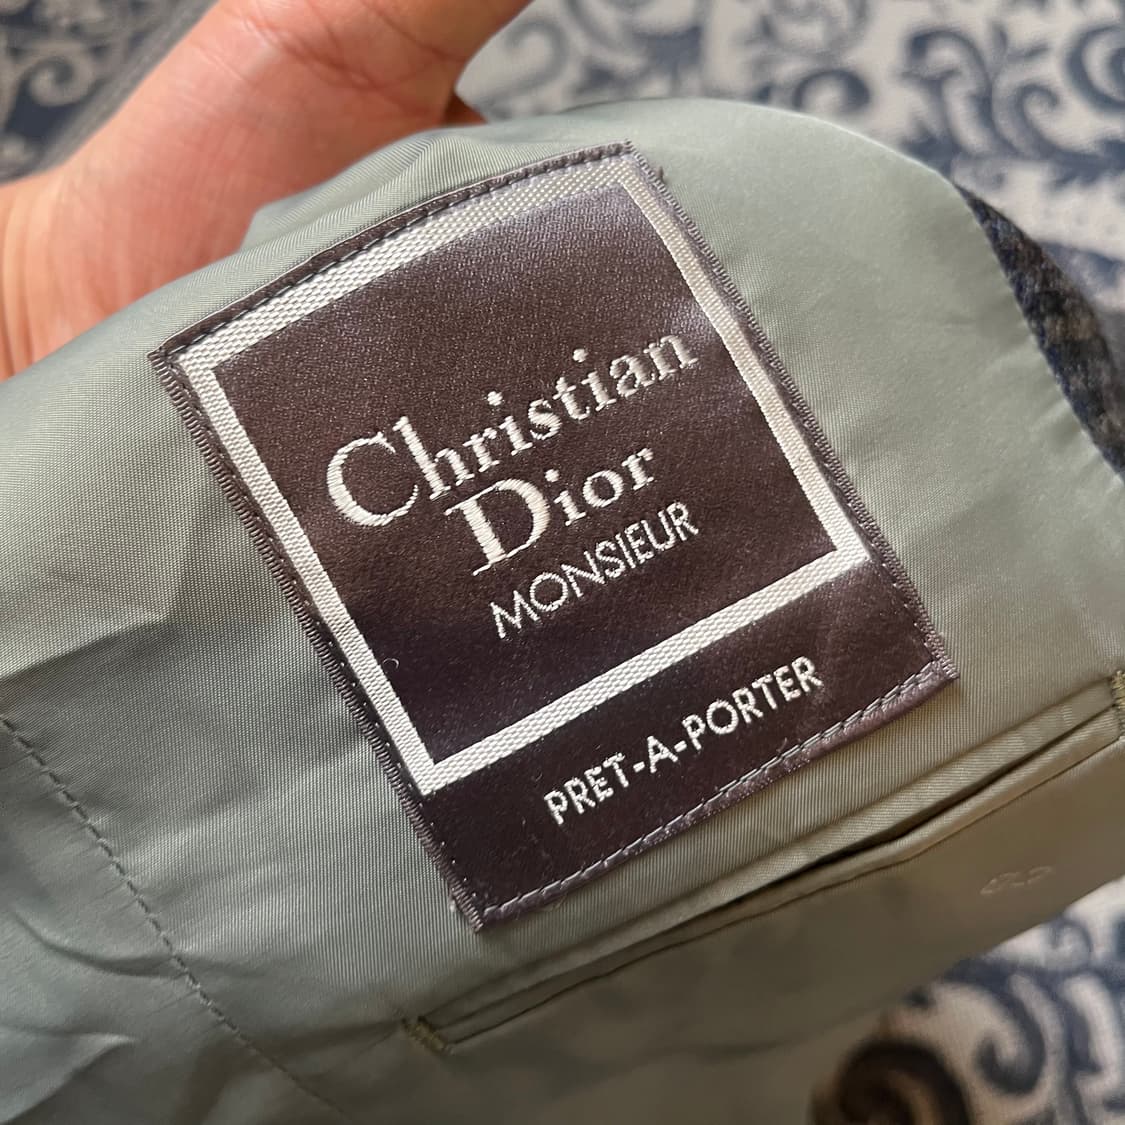 Christian
Dior
MONSIEUR
PRET-A-PORTER